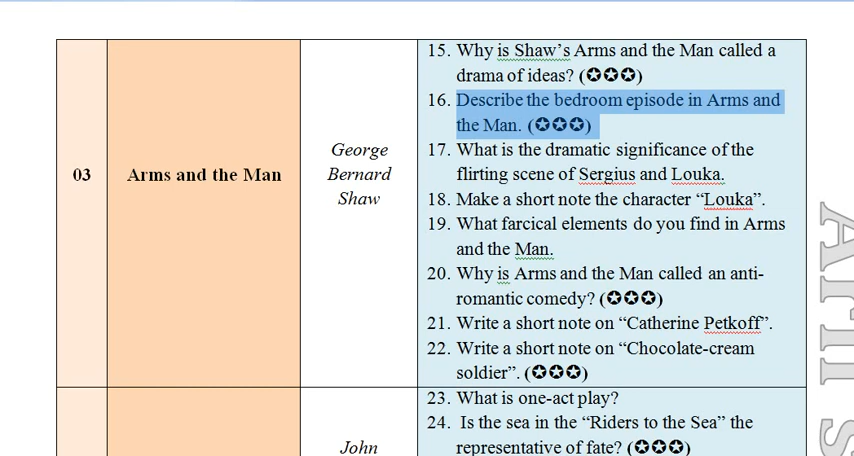 03
Arms and the Man
George
Bernard
Shaw
15. Why is Shaw's Arms and the Man called a
drama of ideas? (✪✪✪)
16. Describe the bedroom episode in Arms and
the Man. (✪✪✪)
17. What is the dramatic significance of the
flirting scene of Sergius and Louka.
18. Make a short note the character “Louka”.
19. What farcical elements do you find in Arms
and the Man.
20. Why is Arms and the Man called an anti-
romantic comedy? (✪✪✪)
21. Write a short note on “Catherine Petkoff”.
22. Write a short note on “Chocolate-cream
soldier”. (✪✪✪)
John
23. What is one-act play?
24. Is the sea in the “Riders to the Sea” the
representative of fate? (✪✪✪)